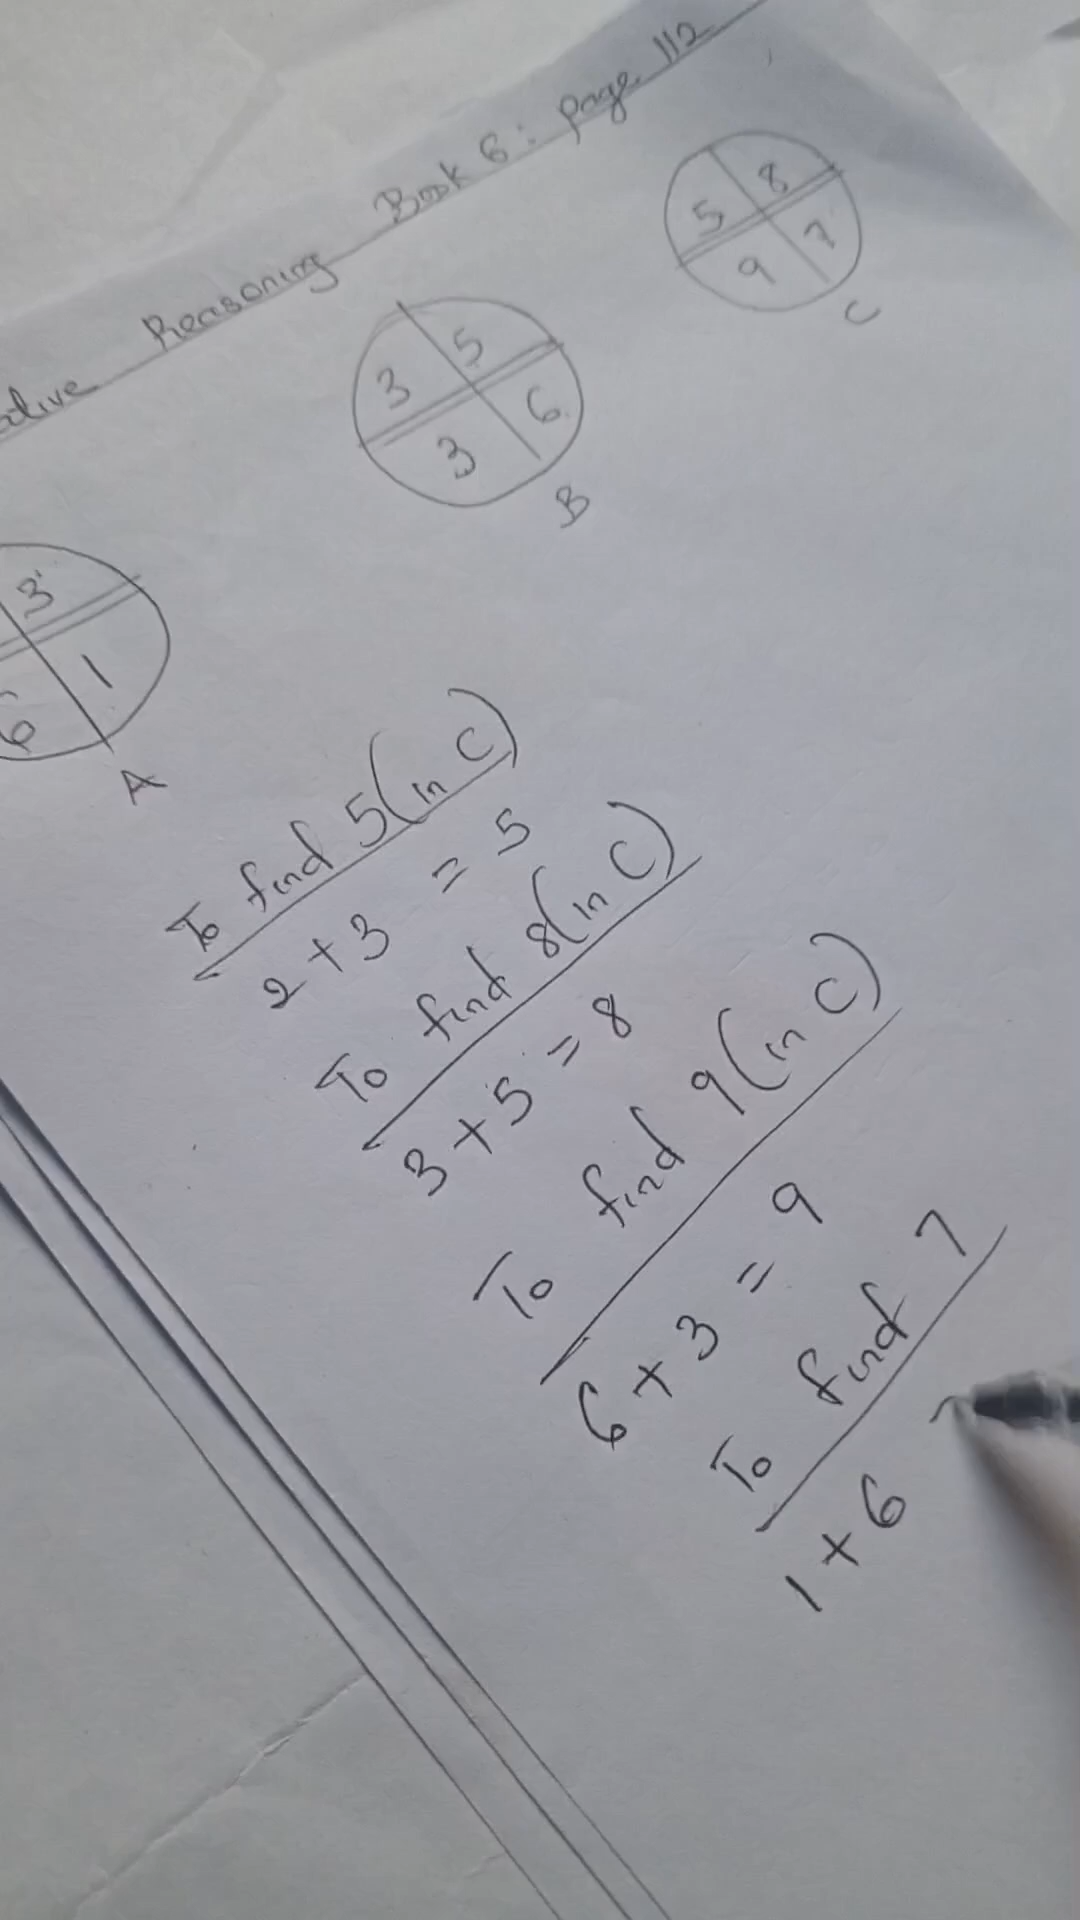 ative Reasoning Book 6: page 112
5 8
9 7
C
3 5
3 6
B
3
6 1
A
To find 5 (in C)
2 + 3 = 5
To find 8 (in C)
3 + 5 = 8
To find 9 (in C)
6 + 3 = 9
To find 7
1 + 6